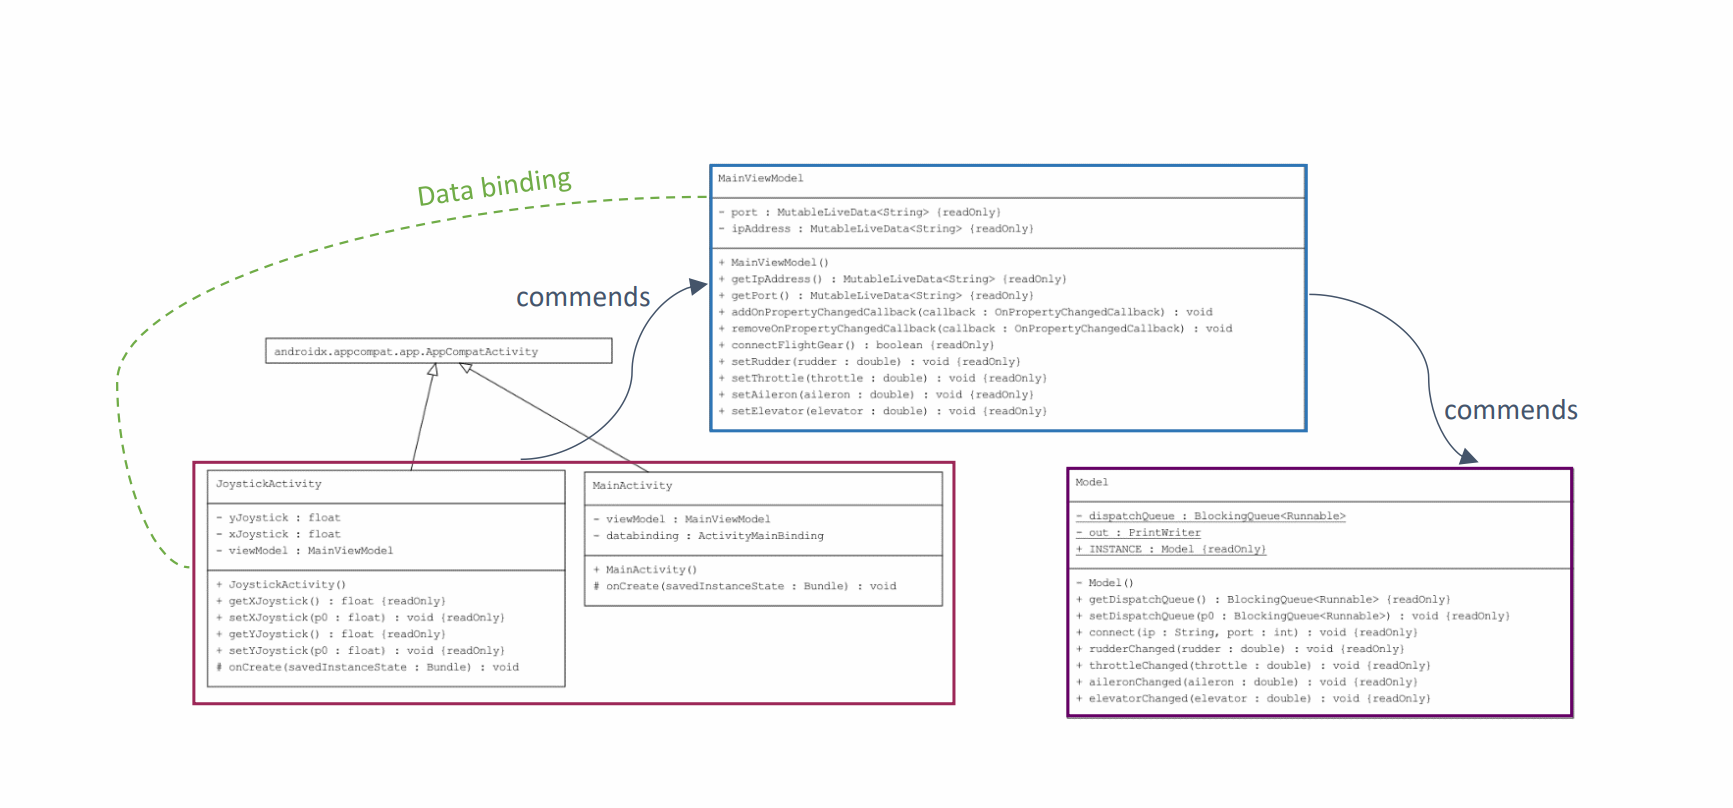 Data binding
MainViewModel
- port : MutableLiveData<String> {readOnly}
- ipAddress : MutableLiveData<String> {readOnly}
+ MainViewModel()
+ getIpAddress() : MutableLiveData<String> {readOnly}
+ getPort() : MutableLiveData<String> {readOnly}
+ addOnPropertyChangedCallback(callback : OnPropertyChangedCallback) : void
+ removeOnPropertyChangedCallback(callback : OnPropertyChangedCallback) : void
+ connectFlightGear() : boolean {readOnly}
+ setRudder(rudder : double) : void {readOnly}
+ setThrottle(throttle : double) : void {readOnly}
+ setAileron(aileron : double) : void {readOnly}
+ setElevator(elevator : double) : void {readOnly}
commends
androidx.appcompat.app.AppCompatActivity
commends
JoystickActivity
- yJoystick : float
- xJoystick : float
- viewModel : MainViewModel
+ JoystickActivity()
+ getXJoystick() : float {readOnly}
+ setXJoystick(p0 : float) : void {readOnly}
+ getYJoystick() : float {readOnly}
+ setYJoystick(p0 : float) : void {readOnly}
# onCreate(savedInstanceState : Bundle) : void
MainActivity
- viewModel : MainViewModel
- databinding : ActivityMainBinding
+ MainActivity()
# onCreate(savedInstanceState : Bundle) : void
Model
- dispatchQueue : BlockingQueue<Runnable>
- out : PrintWriter
+ INSTANCE : Model {readOnly}
- Model()
+ getDispatchQueue() : BlockingQueue<Runnable> {readOnly}
+ setDispatchQueue(p0 : BlockingQueue<Runnable>) : void {readOnly}
+ connect(ip : String, port : int) : void {readOnly}
+ rudderChanged(rudder : double) : void {readOnly}
+ throttleChanged(throttle : double) : void {readOnly}
+ aileronChanged(aileron : double) : void {readOnly}
+ elevatorChanged(elevator : double) : void {readOnly}